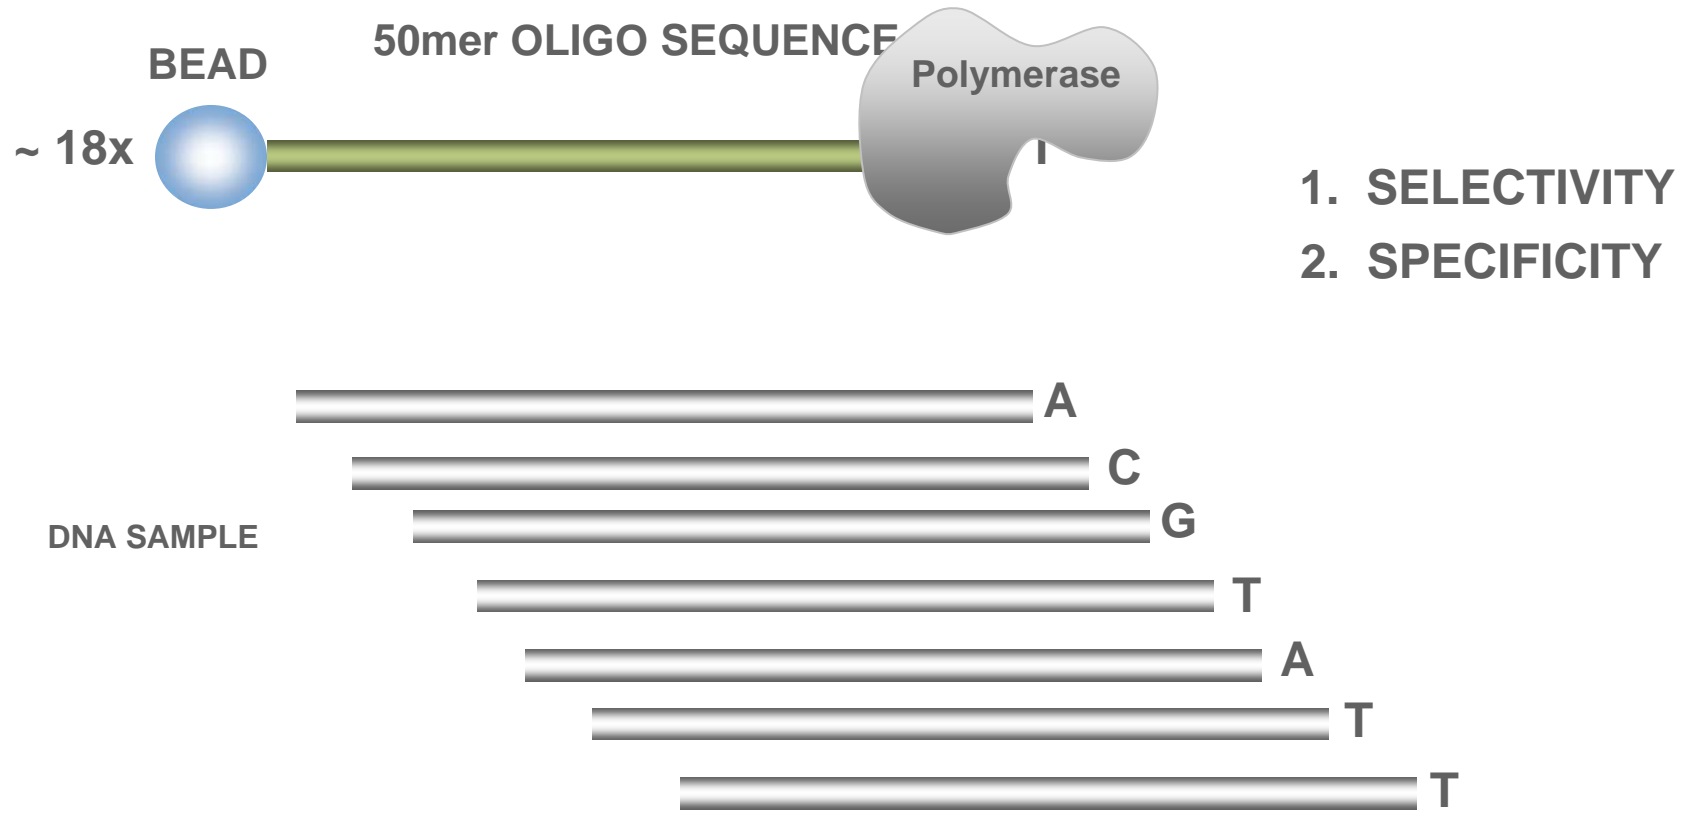 50mer OLIGO SEQUENCE
BEAD
Polymerase
~ 18x
1. SELECTIVITY
2. SPECIFICITY
A
C
G
DNA SAMPLE
T
A
T
T